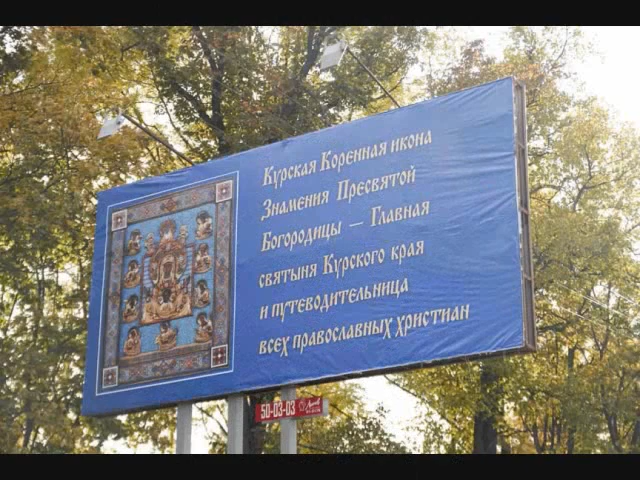 Курская Коренная икона
Знамения Пресвятой
Богородицы — Главная
святыня Курского края
и путеводительница
всех православных христиан
50-03-03